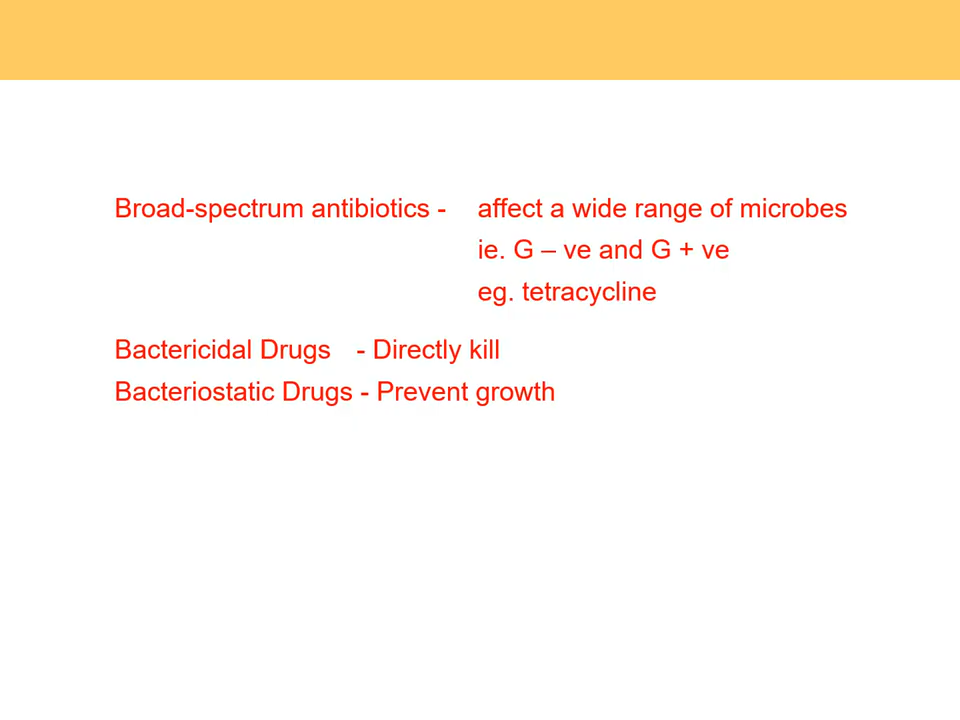 Broad-spectrum antibiotics - affect a wide range of microbes
ie. G – ve and G + ve
eg. tetracycline
Bactericidal Drugs - Directly kill
Bacteriostatic Drugs - Prevent growth